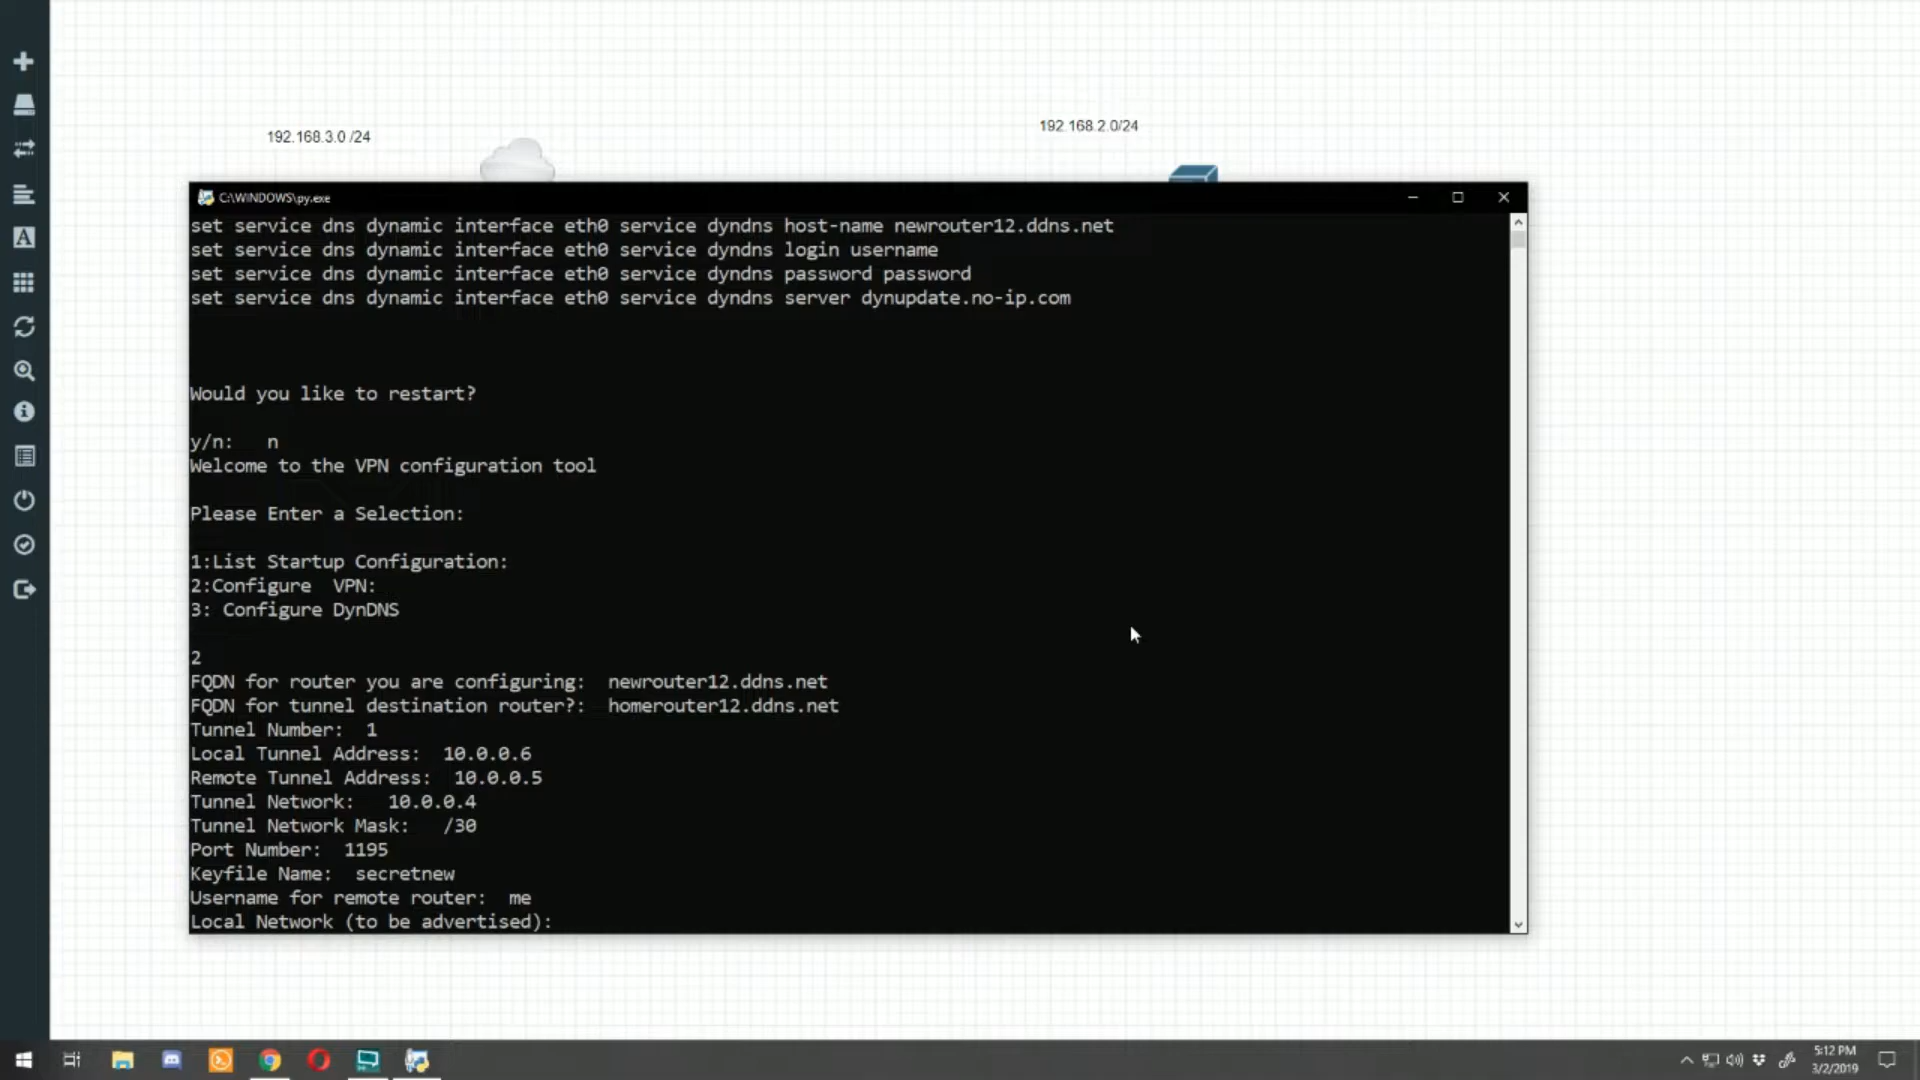 192.168.3.0 /24
192.168.2.0/24
C:\WINDOWS\py.exe
set service dns dynamic interface eth0 service dyndns host-name newrouter12.ddns.net
set service dns dynamic interface eth0 service dyndns login username
set service dns dynamic interface eth0 service dyndns password password
set service dns dynamic interface eth0 service dyndns server dynupdate.no-ip.com
Would you like to restart?
y/n:   n
Welcome to the VPN configuration tool
Please Enter a Selection:
1:List Startup Configuration:
2:Configure  VPN:
3: Configure DynDNS
2
FQDN for router you are configuring:  newrouter12.ddns.net
FQDN for tunnel destination router?:  homerouter12.ddns.net
Tunnel Number:  1
Local Tunnel Address:  10.0.0.6
Remote Tunnel Address:  10.0.0.5
Tunnel Network:   10.0.0.4
Tunnel Network Mask:   /30
Port Number:  1195
Keyfile Name:  secretnew
Username for remote router:  me
Local Network (to be advertised):
5:12 PM
3/2/2019